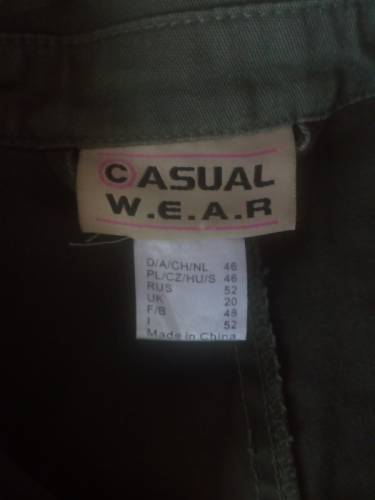 CASUAL
W.E.A.R
D/A/CH/NL 46
PL/CZ/HU/S 46
RUS 52
UK 20
F/B 48
I 52
Made in China